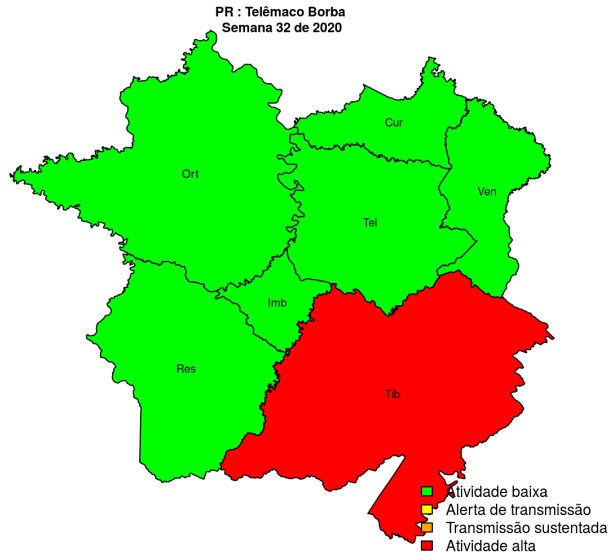 PR : Telêmaco Borba
Semana 32 de 2020
Cur
Ort
Ven
Tel
Imb
Res
Tib
Atividade baixa
Alerta de transmissão
Transmissão sustentada
Atividade alta